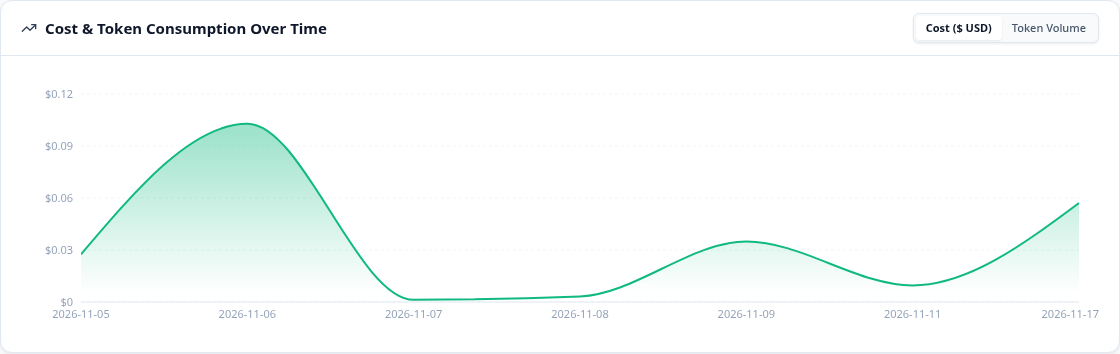 Cost & Token Consumption Over Time
Cost ($ USD) Token Volume
$0.12
$0.09
$0.06
$0.03
$0
2026-11-05 2026-11-06 2026-11-07 2026-11-08 2026-11-09 2026-11-11 2026-11-17